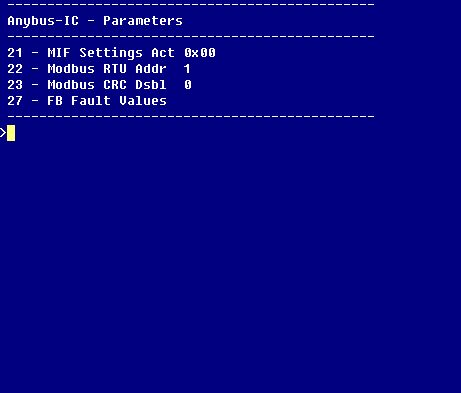 ----------------------------------------------
Anybus-IC - Parameters
----------------------------------------------
21 - MIF Settings Act 0x00
22 - Modbus RTU Addr  1
23 - Modbus CRC Dsbl  0
27 - FB Fault Values
----------------------------------------------
>